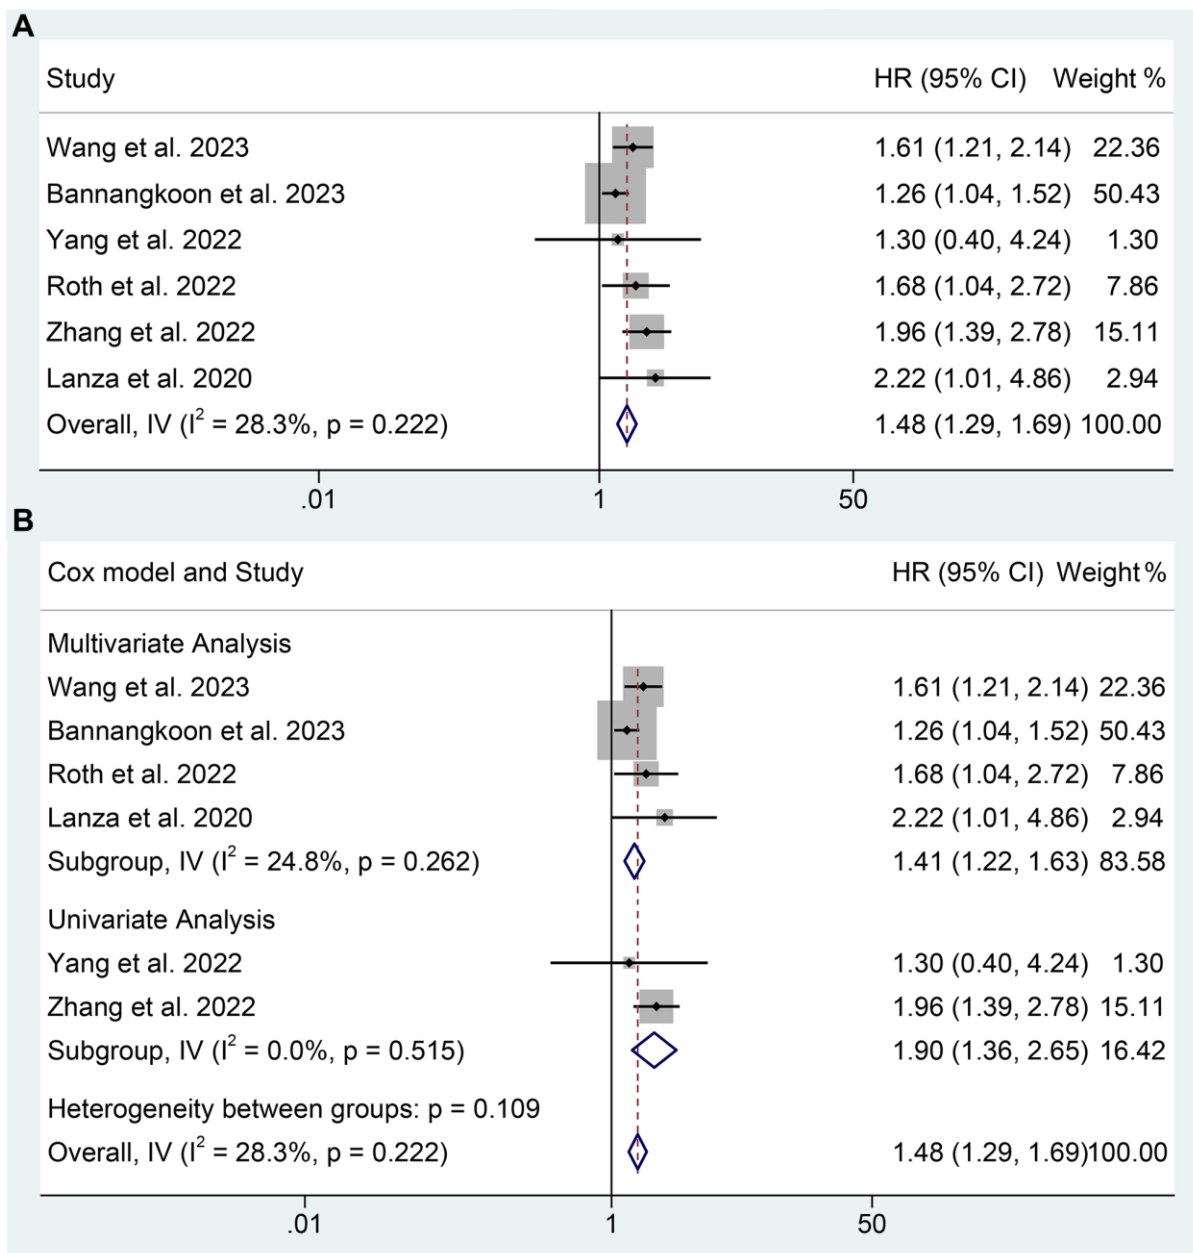 A
Study HR (95% CI) Weight %
Wang et al. 2023 1.61 (1.21, 2.14) 22.36
Bannangkoon et al. 2023 1.26 (1.04, 1.52) 50.43
Yang et al. 2022 1.30 (0.40, 4.24) 1.30
Roth et al. 2022 1.68 (1.04, 2.72) 7.86
Zhang et al. 2022 1.96 (1.39, 2.78) 15.11
Lanza et al. 2020 2.22 (1.01, 4.86) 2.94
Overall, IV (I² = 28.3%, p = 0.222) 1.48 (1.29, 1.69) 100.00
.01 1 50
B
Cox model and Study HR (95% CI) Weight %
Multivariate Analysis
Wang et al. 2023 1.61 (1.21, 2.14) 22.36
Bannangkoon et al. 2023 1.26 (1.04, 1.52) 50.43
Roth et al. 2022 1.68 (1.04, 2.72) 7.86
Lanza et al. 2020 2.22 (1.01, 4.86) 2.94
Subgroup, IV (I² = 24.8%, p = 0.262) 1.41 (1.22, 1.63) 83.58
Univariate Analysis
Yang et al. 2022 1.30 (0.40, 4.24) 1.30
Zhang et al. 2022 1.96 (1.39, 2.78) 15.11
Subgroup, IV (I² = 0.0%, p = 0.515) 1.90 (1.36, 2.65) 16.42
Heterogeneity between groups: p = 0.109
Overall, IV (I² = 28.3%, p = 0.222) 1.48 (1.29, 1.69)100.00
.01 1 50